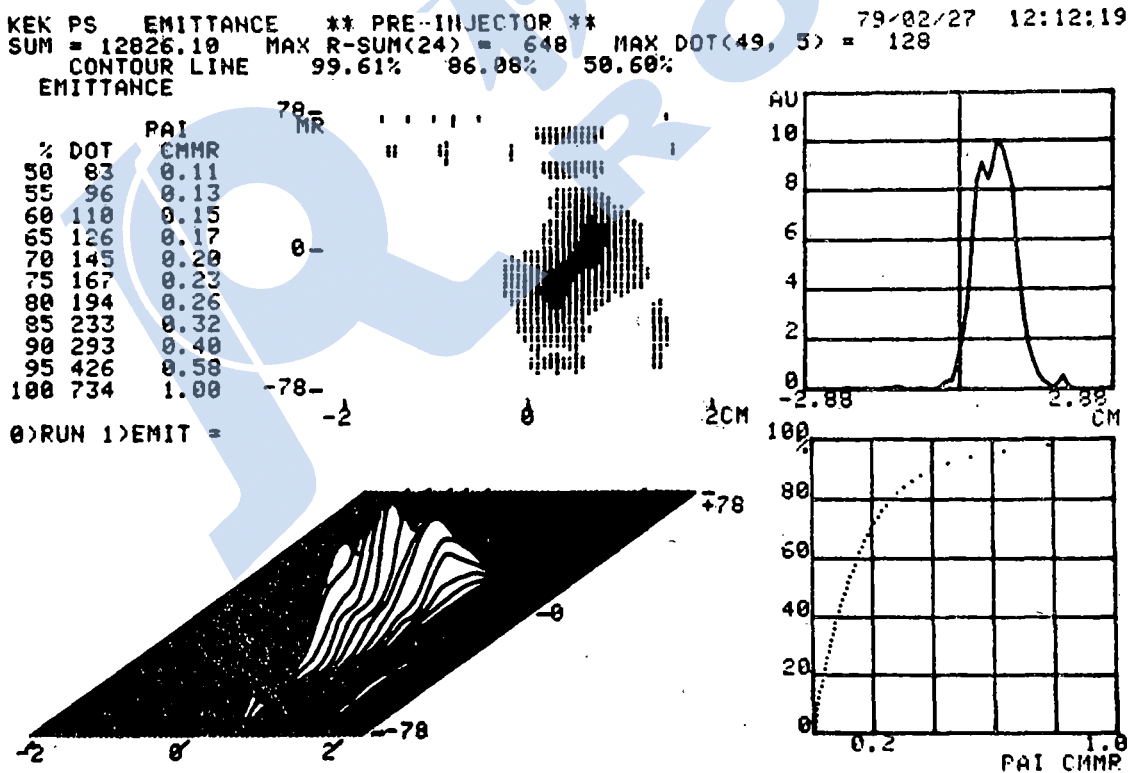 KEK PS EMITTANCE ** PRE-INJECTOR ** 79/02/27 12:12:19
SUM = 12826.10 MAX R-SUM(24) = 648 MAX DOT(49, 5) = 128
CONTOUR LINE 99.61% 86.08% 50.60%
EMITTANCE
PAI
% DOT CMMR
50 83 0.11
55 96 0.13
60 110 0.15
65 126 0.17
70 145 0.20
75 167 0.23
80 194 0.26
85 233 0.32
90 293 0.40
95 426 0.58
100 734 1.00
0)RUN 1)EMIT =
78
MR
0
-78
-2 0 2CM
AU
10
8
6
4
2
0
-2.88 2.88
CM
+78
0
-78
-2 0 2
100
%
80
60
40
20
0
0.2 1.0
PAI CMMR